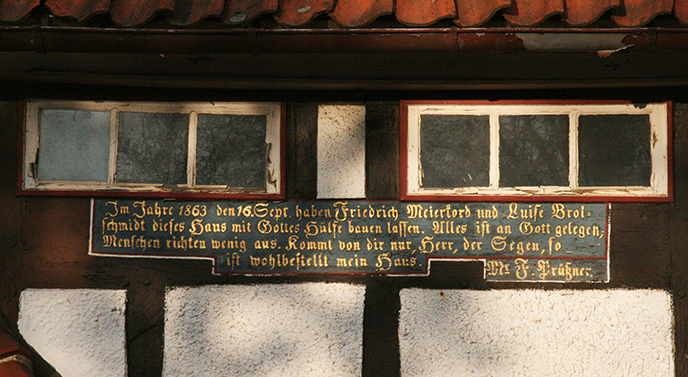 Im Jahre 1863 den 16. Sept. haben Friedrich Meierkord und Luise Brol-
schmidt dieses Haus mit Gottes Hülfe bauen lassen. Alles ist an Gott gelegen,
Menschen richten wenig aus. Kommt von dir nur, Herr, der Segen, so
ist wohlbestellt mein Haus.
Mr F. Prüßner.